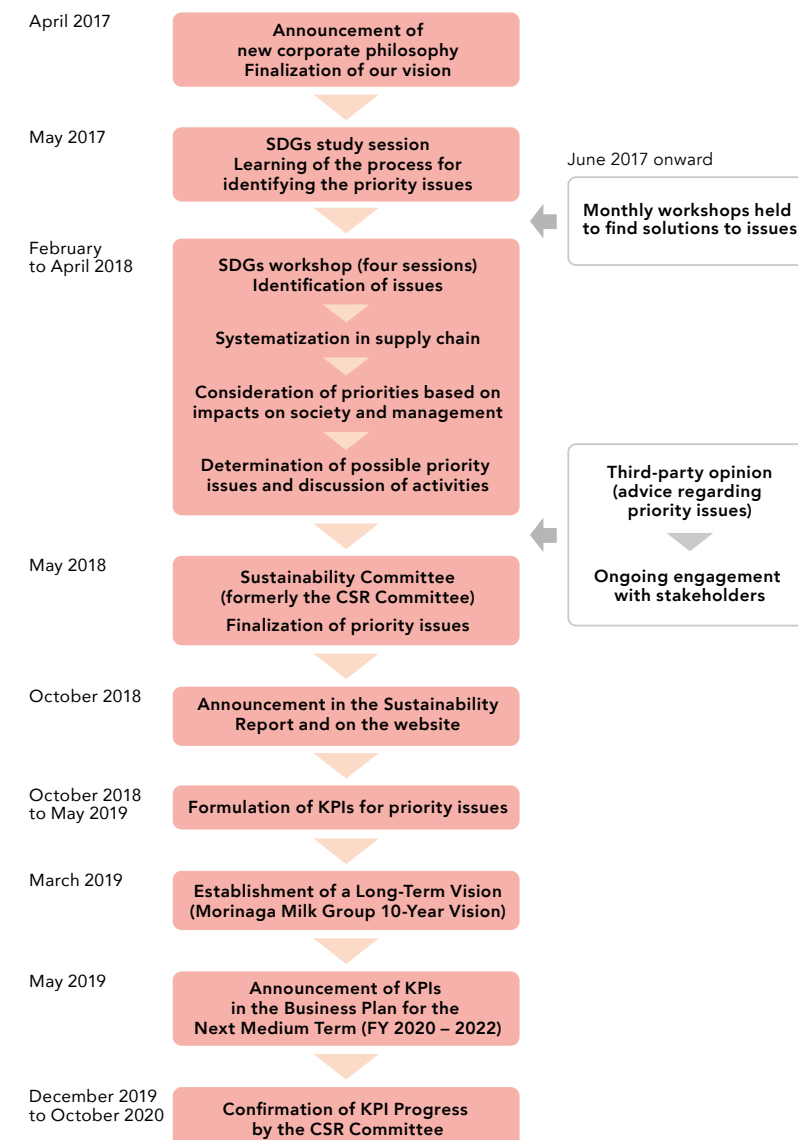 April 2017
Announcement of
new corporate philosophy
Finalization of our vision
May 2017
SDGs study session
Learning of the process for
identifying the priority issues
June 2017 onward
Monthly workshops held
to find solutions to issues
February
to April 2018
SDGs workshop (four sessions)
Identification of issues
Systematization in supply chain
Consideration of priorities based on
impacts on society and management
Determination of possible priority
issues and discussion of activities
Third-party opinion
(advice regarding
priority issues)
Ongoing engagement
with stakeholders
May 2018
Sustainability Committee
(formerly the CSR Committee)
Finalization of priority issues
October 2018
Announcement in the Sustainability
Report and on the website
October 2018
to May 2019
Formulation of KPIs for priority issues
March 2019
Establishment of a Long-Term Vision
(Morinaga Milk Group 10-Year Vision)
May 2019
Announcement of KPIs
in the Business Plan for the
Next Medium Term (FY 2020 – 2022)
December 2019
to October 2020
Confirmation of KPI Progress
by the CSR Committee